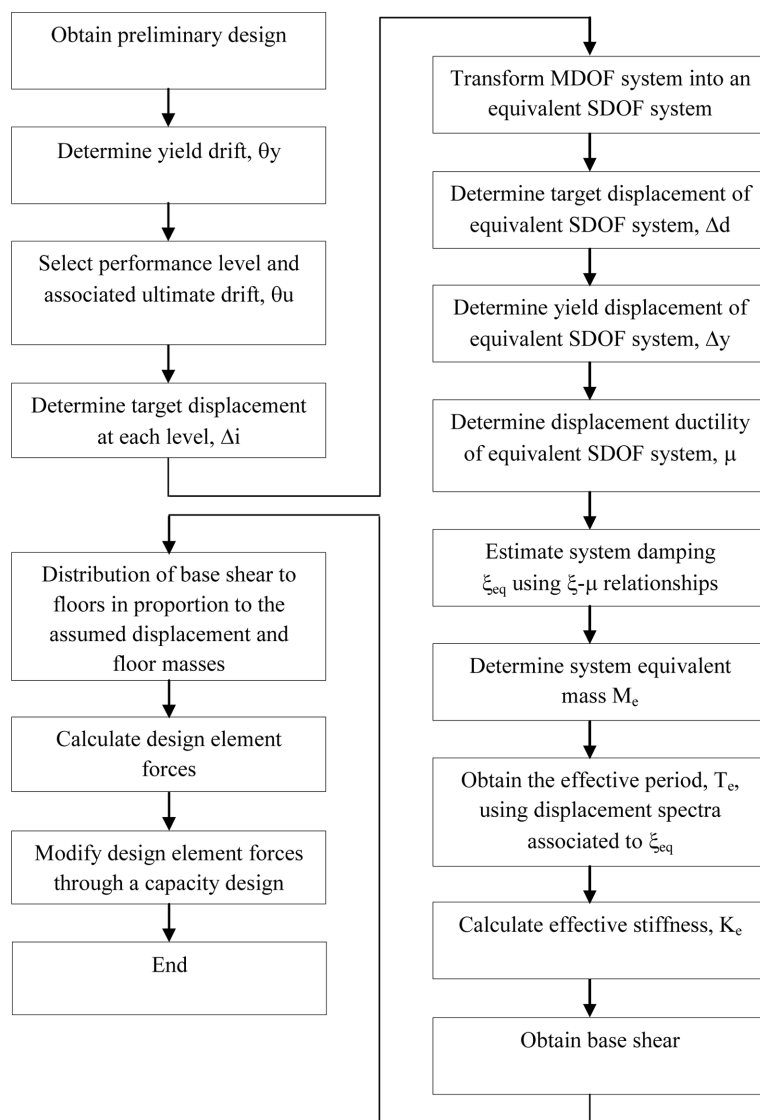 Obtain preliminary design
Determine yield drift, θy
Select performance level and
associated ultimate drift, θu
Determine target displacement
at each level, Δi
Transform MDOF system into an
equivalent SDOF system
Determine target displacement of
equivalent SDOF system, Δd
Determine yield displacement of
equivalent SDOF system, Δy
Determine displacement ductility
of equivalent SDOF system, μ
Estimate system damping
ξeq using ξ-μ relationships
Determine system equivalent
mass Me
Obtain the effective period, Te,
using displacement spectra
associated to ξeq
Calculate effective stiffness, Ke
Obtain base shear
Distribution of base shear to
floors in proportion to the
assumed displacement and
floor masses
Calculate design element
forces
Modify design element forces
through a capacity design
End